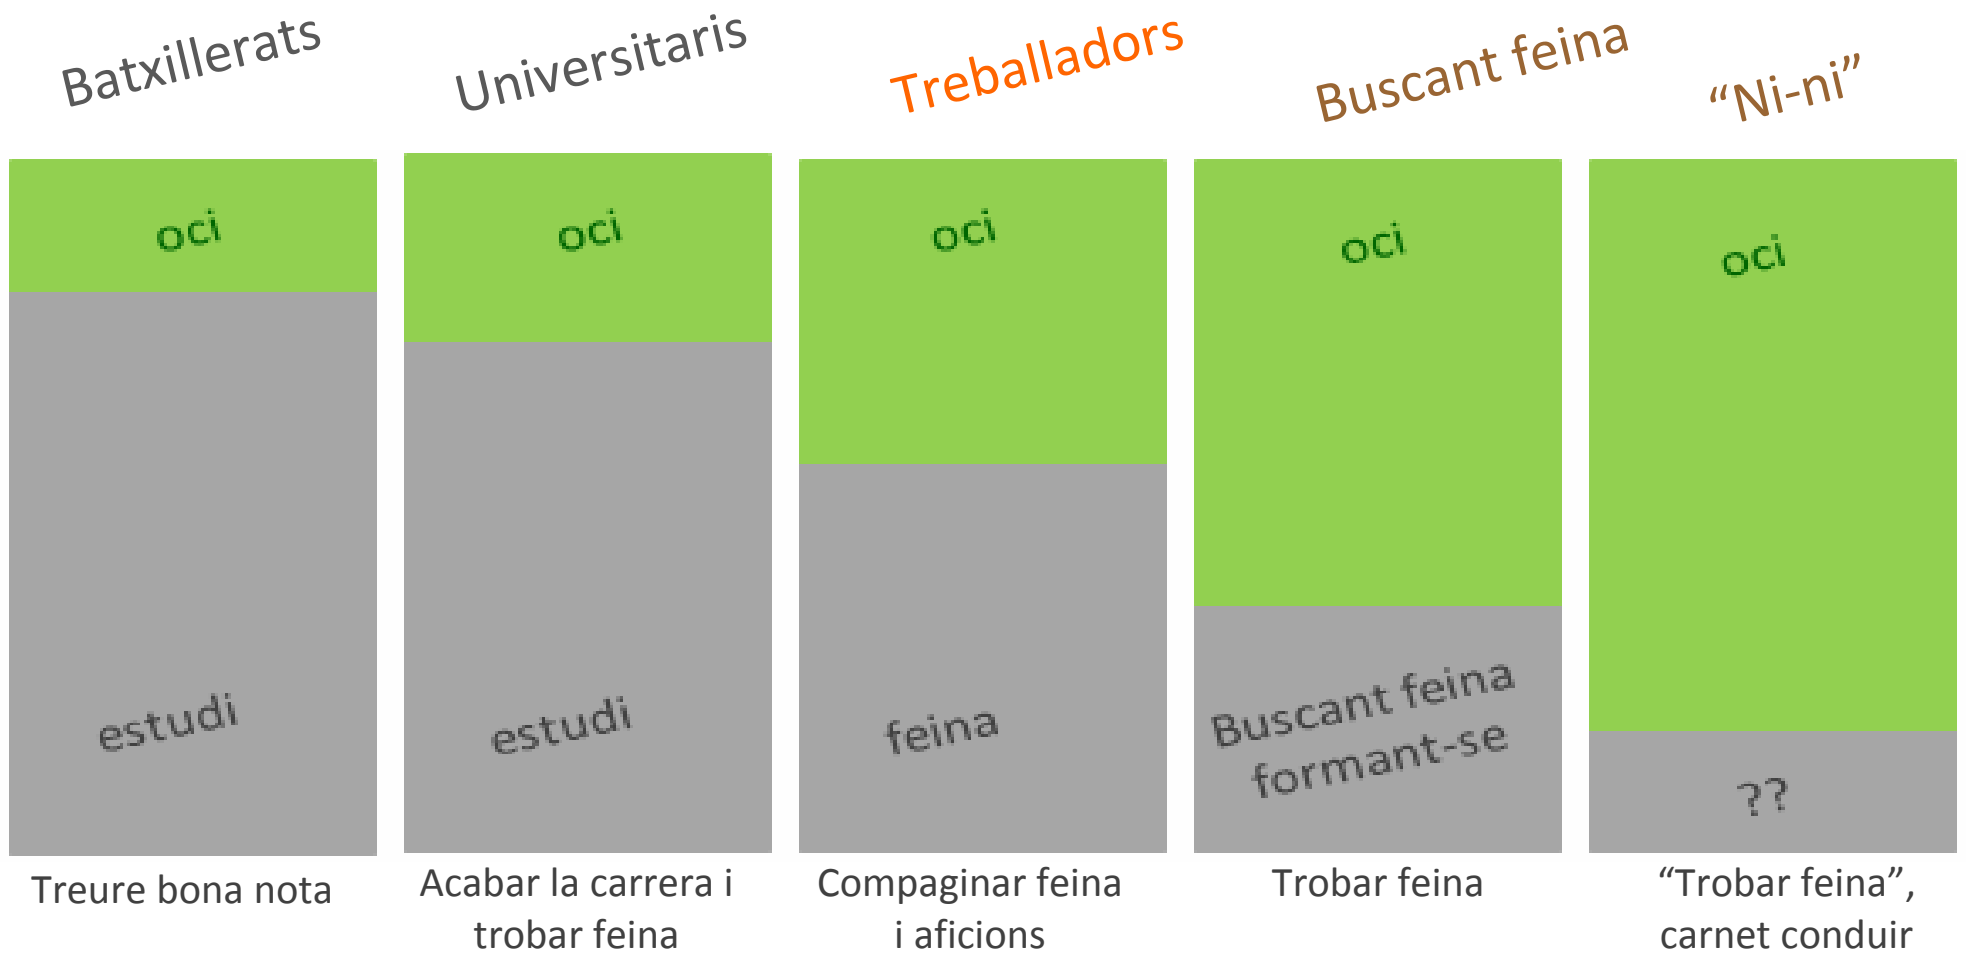 Batxillerats
Universitaris
Treballadors
Buscant feina
“Ni-ni”
oci
oci
oci
oci
oci
estudi
estudi
feina
Buscant feina
formant-se
??
Treure bona nota
Acabar la carrera i
trobar feina
Compaginar feina
i aficions
Trobar feina
“Trobar feina”,
carnet conduir